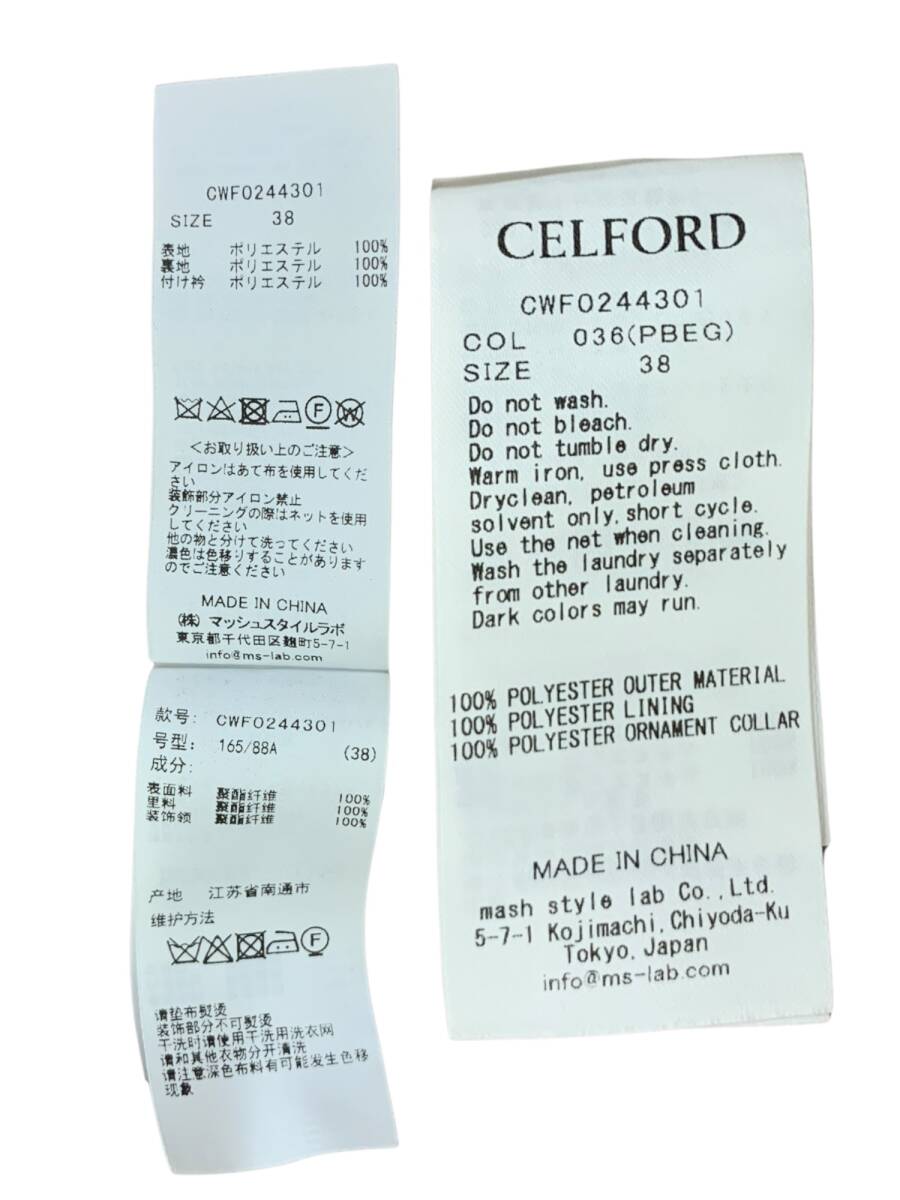 CWF0244301
SIZE 38
表地 ポリエステル 100%
裏地 ポリエステル 100%
付け衿 ポリエステル 100%
<お取り扱い上のご注意>
アイロンはあて布を使用してくだ
さい
装飾部分アイロン禁止
クリーニングの際はネットを使用
してください
他の物と分けて洗ってください
濃色は色移りすることがあります
のでご注意ください
MADE IN CHINA
(株) マッシュスタイルラボ
東京都千代田区麹町5-7-1
info@ms-lab.com
款号: CWF0244301
号型: 165/88A (38)
成分:
表面料 聚酯纤维 100%
里料 聚酯纤维 100%
装饰领 聚酯纤维 100%
产地 江苏省南通市
维护方法
请垫布熨烫
装饰部分不可熨烫
干洗时请使用干洗用洗衣网
请和其他衣物分开清洗
请注意深色布料有可能发生色移
现象
CELFORD
CWF0244301
COL 036(PBEG)
SIZE 38
Do not wash.
Do not bleach.
Do not tumble dry.
Warm iron, use press cloth.
Dryclean, petroleum
solvent only,short cycle.
Use the net when cleaning.
Wash the laundry separately
from other laundry.
Dark colors may run.
100% POLYESTER OUTER MATERIAL
100% POLYESTER LINING
100% POLYESTER ORNAMENT COLLAR
MADE IN CHINA
mash style lab Co.,Ltd.
5-7-1 Kojimachi,Chiyoda-Ku
Tokyo,Japan
info@ms-lab.com